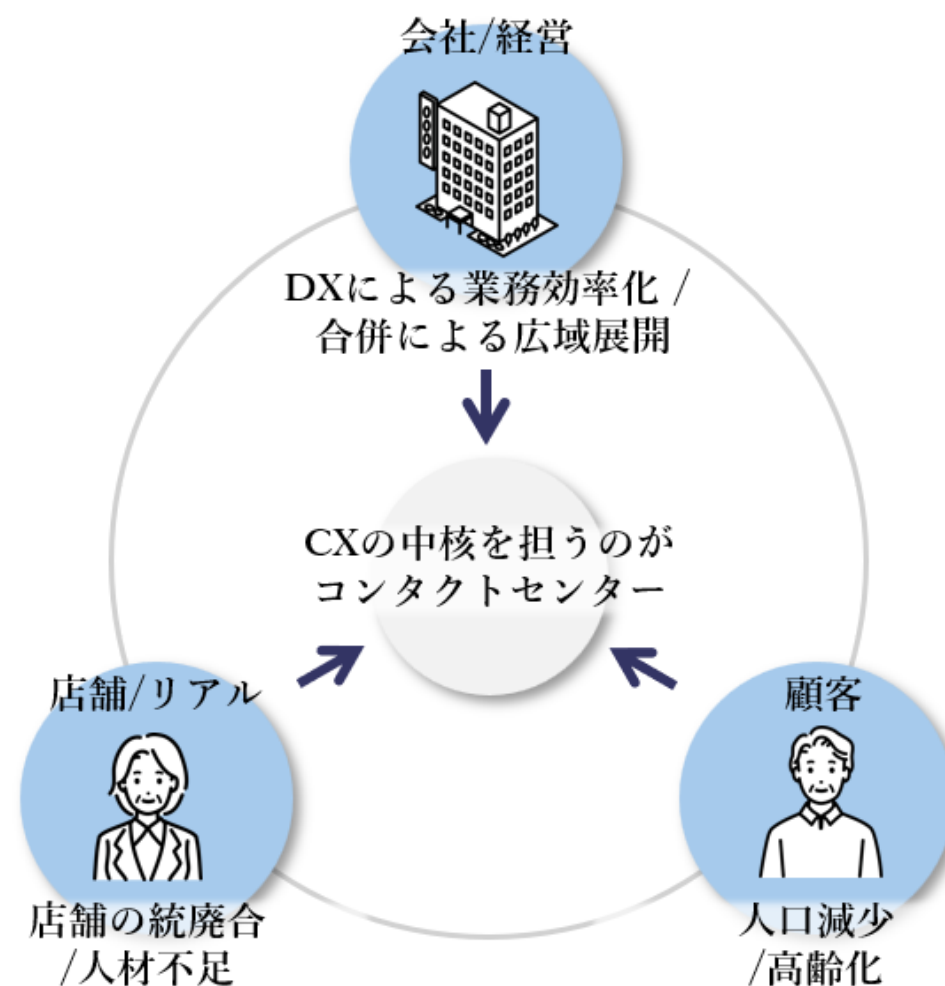 会社/経営
DXによる業務効率化 /
合併による広域展開
CXの中核を担うのが
コンタクトセンター
店舗/リアル
店舗の統廃合
/人材不足
顧客
人口減少
/高齢化